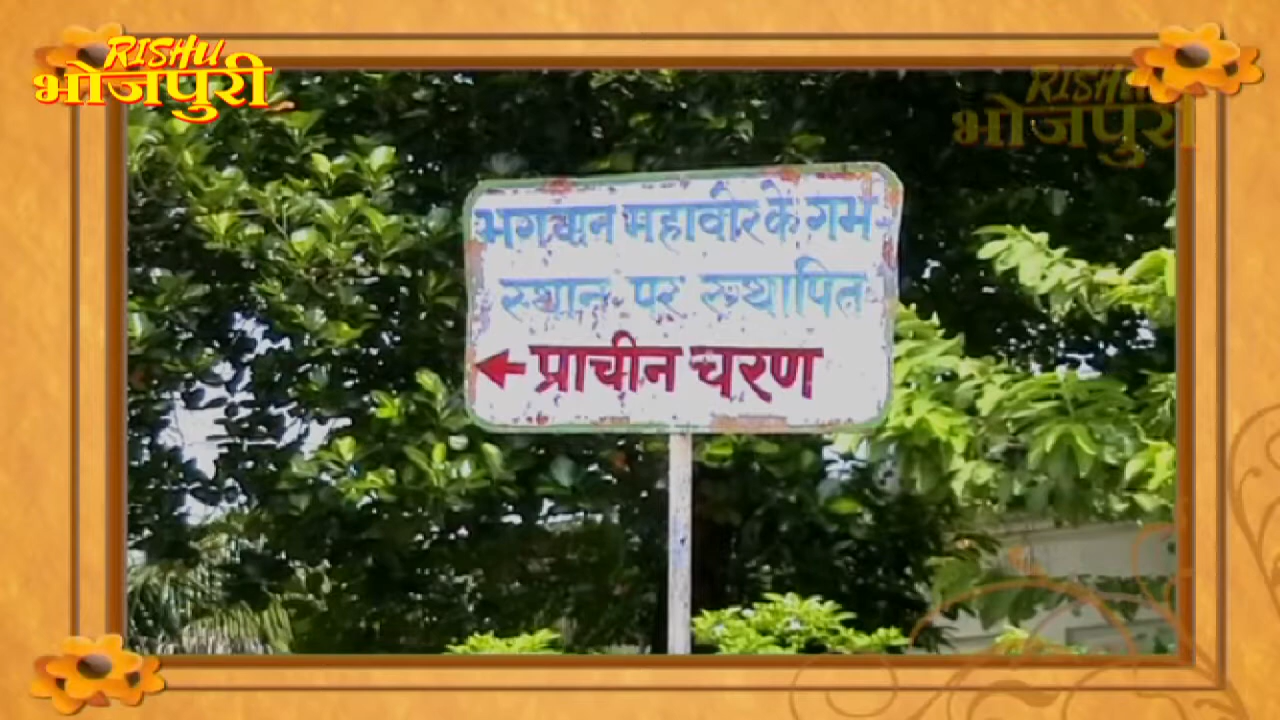 RISHU
भोजपुरी
RISHU
भोजपुरी
भगवान महावीर के गर्भ
स्थान पर स्थापित
प्राचीन चरण